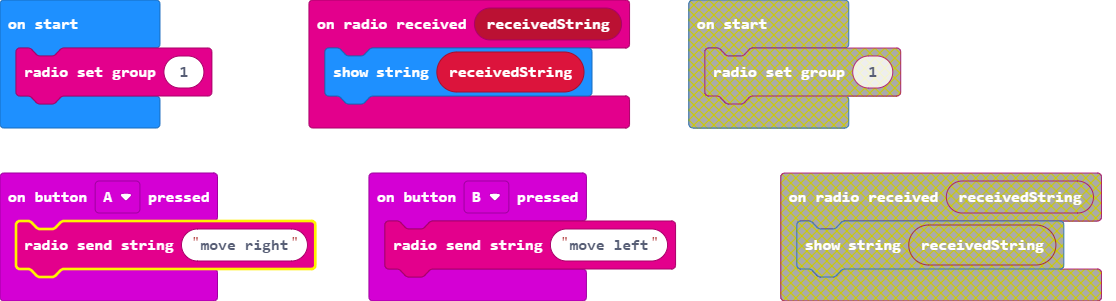 on start
radio set group 1
on radio received receivedString
show string receivedString
on start
radio set group 1
on button A pressed
radio send string "move right"
on button B pressed
radio send string "move left"
on radio received receivedString
show string receivedString